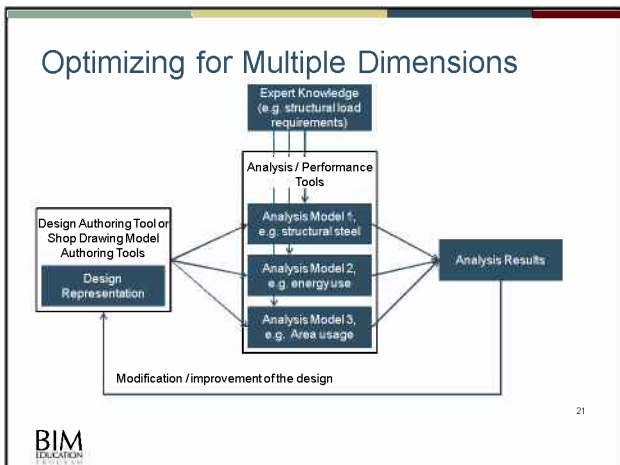 Optimizing for Multiple Dimensions
Expert Knowledge
(e.g. structural load
requirements)
Analysis / Performance
Tools
Design Authoring Tool or
Shop Drawing Model
Authoring Tools
Design
Representation
Analysis Model 1,
e.g. structural steel
Analysis Model 2,
e.g. energy use
Analysis Model 3,
e.g. Area usage
Analysis Results
Modification / improvement of the design
21
BIM
EDUCATION
PROGRAM